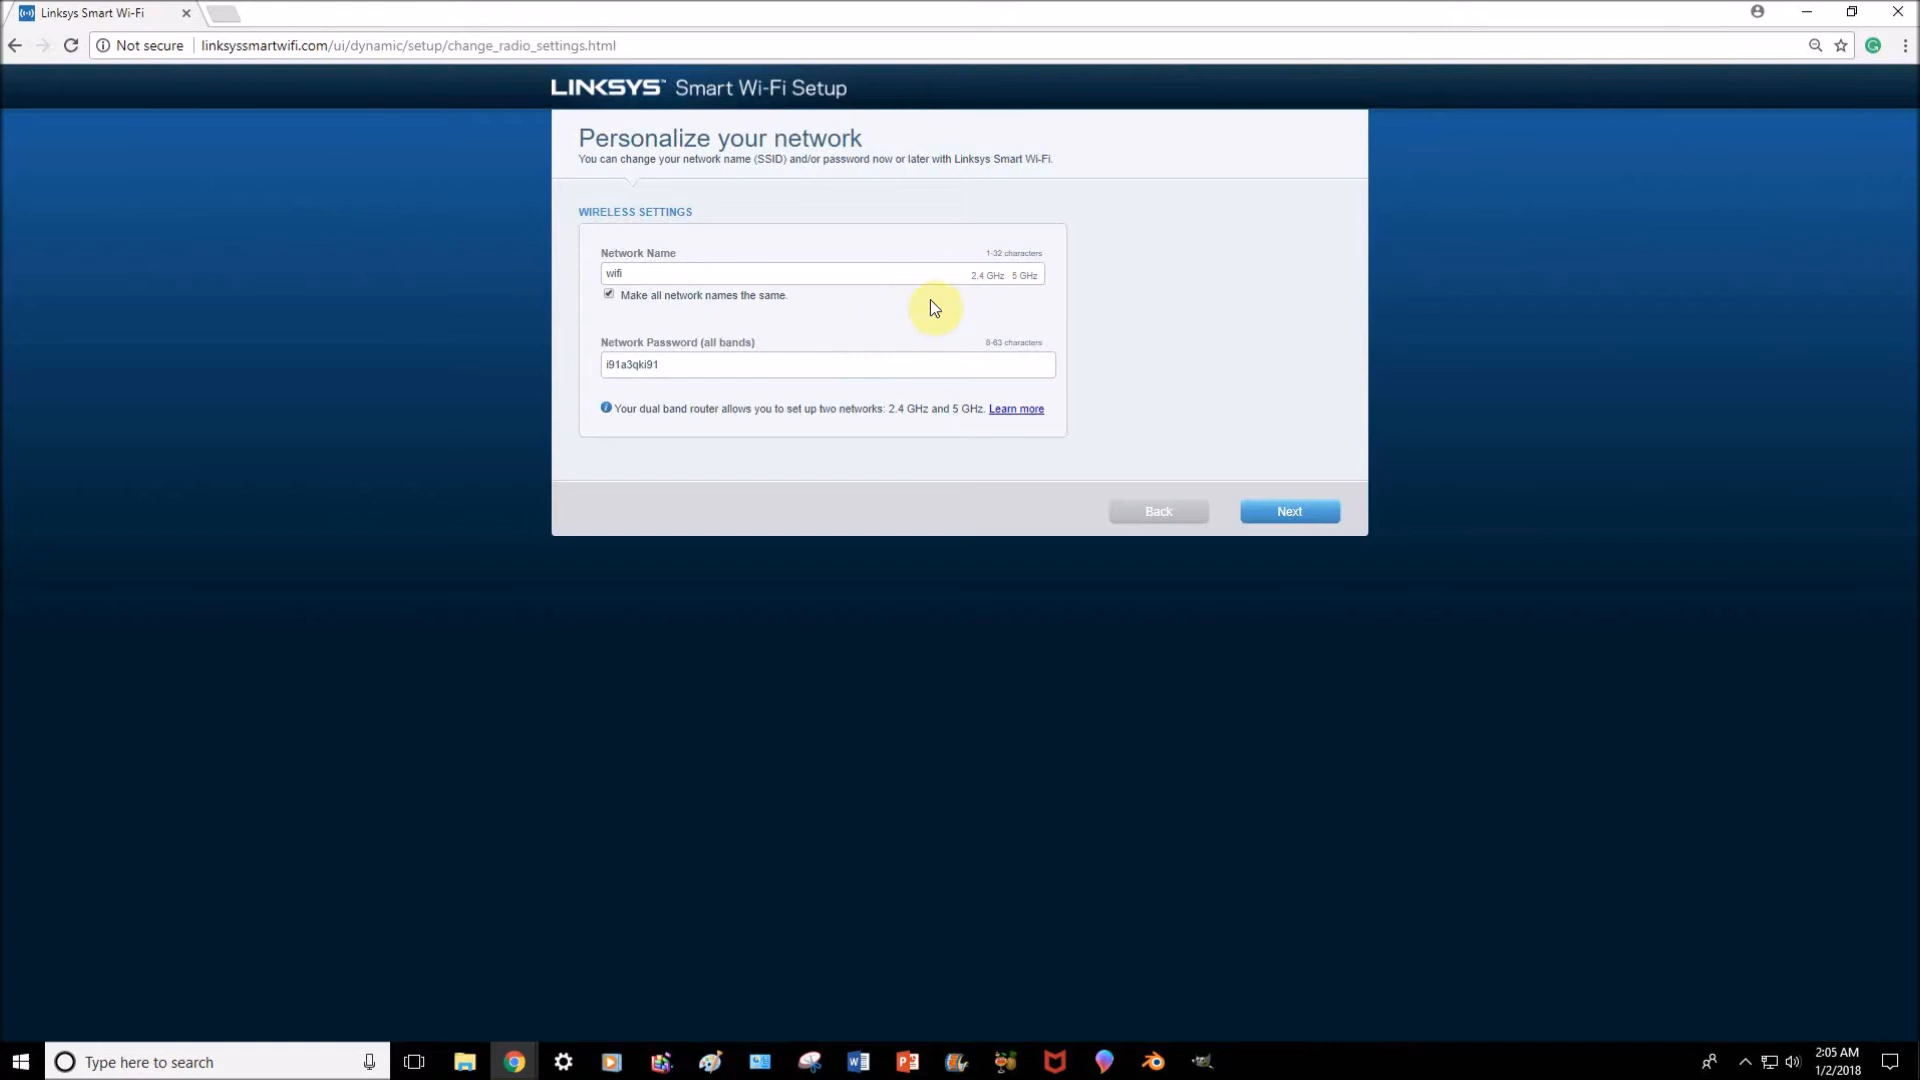 Linksys Smart Wi-Fi
Not secure linksyssmartwifi.com/ui/dynamic/setup/change_radio_settings.html
LINKSYS™ Smart Wi-Fi Setup
Personalize your network
You can change your network name (SSID) and/or password now or later with Linksys Smart Wi-Fi.
WIRELESS SETTINGS
Network Name 1-32 characters
wifi 2.4 GHz 5 GHz
Make all network names the same.
Network Password (all bands) 8-63 characters
i91a3qki91
Your dual band router allows you to set up two networks: 2.4 GHz and 5 GHz. Learn more
Back Next
Type here to search
2:05 AM
1/2/2018